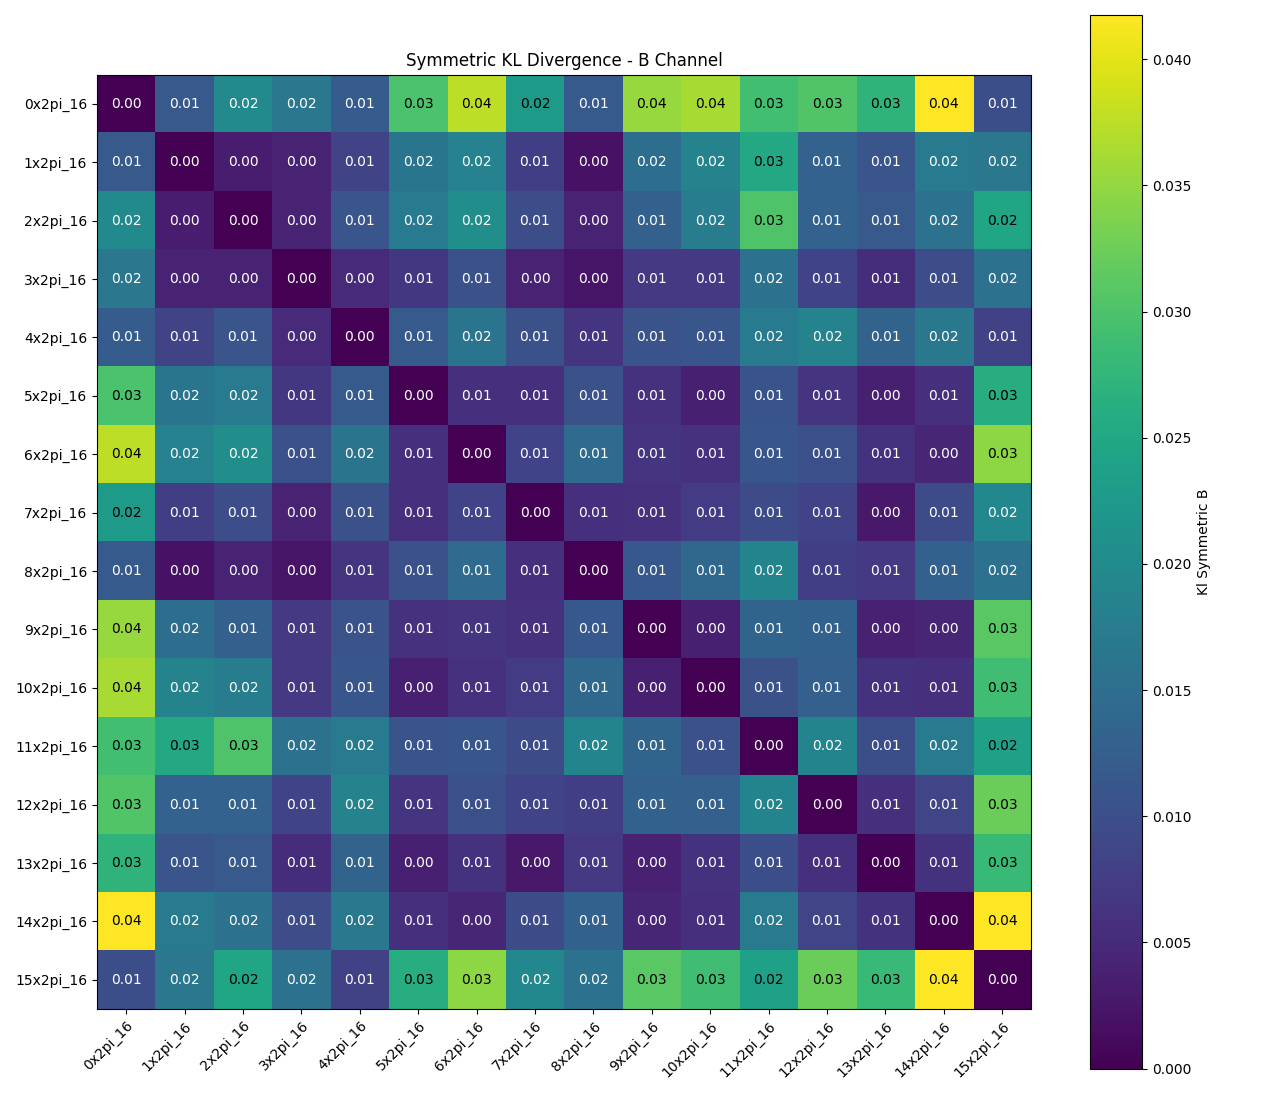 Symmetric KL Divergence - B Channel
0x2pi_16 0.00 0.01 0.02 0.02 0.01 0.03 0.04 0.02 0.01 0.04 0.04 0.03 0.03 0.03 0.04 0.01
1x2pi_16 0.01 0.00 0.00 0.00 0.01 0.02 0.02 0.01 0.00 0.02 0.02 0.03 0.01 0.01 0.02 0.02
2x2pi_16 0.02 0.00 0.00 0.00 0.01 0.02 0.02 0.01 0.00 0.01 0.02 0.03 0.01 0.01 0.02 0.02
3x2pi_16 0.02 0.00 0.00 0.00 0.00 0.01 0.01 0.00 0.00 0.01 0.01 0.02 0.01 0.01 0.01 0.02
4x2pi_16 0.01 0.01 0.01 0.00 0.00 0.01 0.02 0.01 0.01 0.01 0.01 0.02 0.02 0.01 0.02 0.01
5x2pi_16 0.03 0.02 0.02 0.01 0.01 0.00 0.01 0.01 0.01 0.01 0.00 0.01 0.01 0.00 0.01 0.03
6x2pi_16 0.04 0.02 0.02 0.01 0.02 0.01 0.00 0.01 0.01 0.01 0.01 0.01 0.01 0.01 0.00 0.03
7x2pi_16 0.02 0.01 0.01 0.00 0.01 0.01 0.01 0.00 0.01 0.01 0.01 0.01 0.01 0.00 0.01 0.02
8x2pi_16 0.01 0.00 0.00 0.00 0.01 0.01 0.01 0.01 0.00 0.01 0.01 0.02 0.01 0.01 0.01 0.02
9x2pi_16 0.04 0.02 0.01 0.01 0.01 0.01 0.01 0.01 0.01 0.00 0.00 0.01 0.01 0.00 0.00 0.03
10x2pi_16 0.04 0.02 0.02 0.01 0.01 0.00 0.01 0.01 0.01 0.00 0.00 0.01 0.01 0.01 0.01 0.03
11x2pi_16 0.03 0.03 0.03 0.02 0.02 0.01 0.01 0.01 0.02 0.01 0.01 0.00 0.02 0.01 0.02 0.02
12x2pi_16 0.03 0.01 0.01 0.01 0.02 0.01 0.01 0.01 0.01 0.01 0.01 0.02 0.00 0.01 0.01 0.03
13x2pi_16 0.03 0.01 0.01 0.01 0.01 0.00 0.01 0.00 0.01 0.00 0.01 0.01 0.01 0.00 0.01 0.03
14x2pi_16 0.04 0.02 0.02 0.01 0.02 0.01 0.00 0.01 0.01 0.00 0.01 0.02 0.01 0.01 0.00 0.04
15x2pi_16 0.01 0.02 0.02 0.02 0.01 0.03 0.03 0.02 0.02 0.03 0.03 0.02 0.03 0.03 0.04 0.00
0x2pi_16 1x2pi_16 2x2pi_16 3x2pi_16 4x2pi_16 5x2pi_16 6x2pi_16 7x2pi_16 8x2pi_16 9x2pi_16 10x2pi_16 11x2pi_16 12x2pi_16 13x2pi_16 14x2pi_16 15x2pi_16
0.040
0.035
0.030
0.025
0.020
0.015
0.010
0.005
0.000
Kl Symmetric B